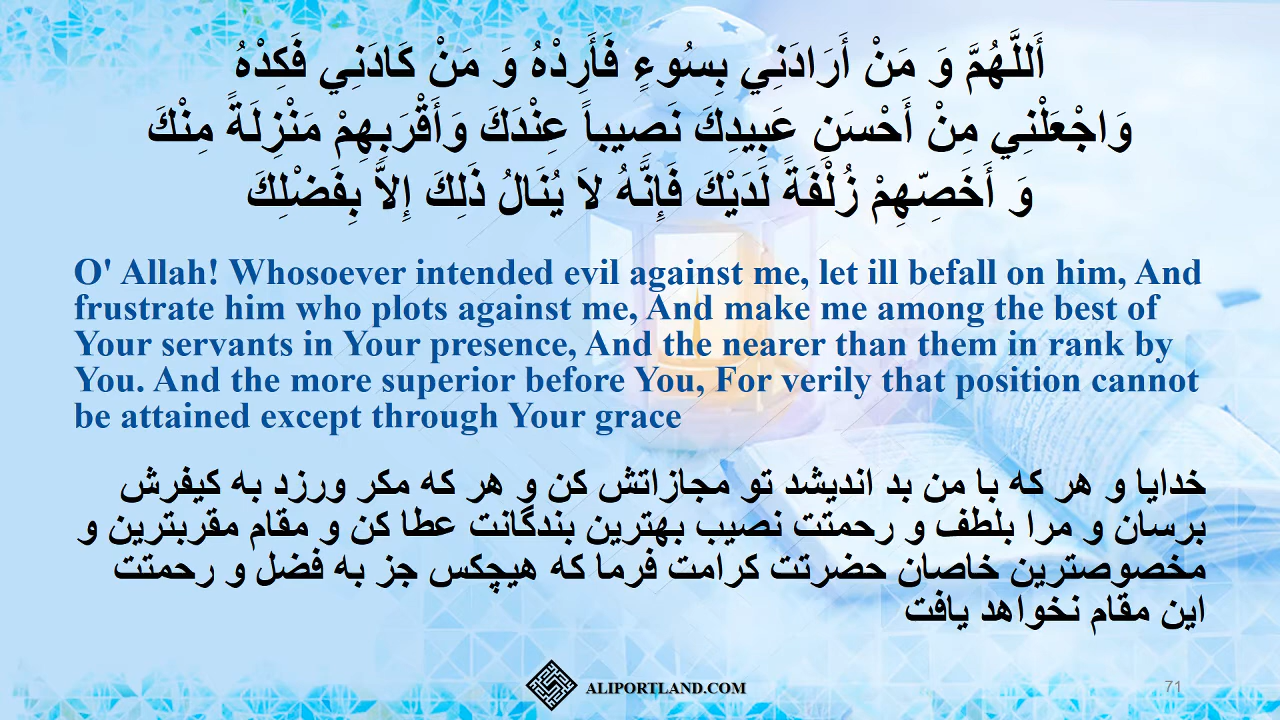 أَللَّهُمَّ وَ مَنْ أَرَادَنِي بِسُوءٍ فَأَرِدْهُ وَ مَنْ كَادَنِي فَكِدْهُ
وَاجْعَلْنِي مِنْ أَحْسَنِ عَبِيدِكَ نَصيباً عِنْدَكَ وَأَقْرَبِهِمْ مَنْزِلَةً مِنْكَ
وَ أَخَصِّهِمْ زُلْفَةً لَدَيْكَ فَإِنَّهُ لاَ يُنَالُ ذَلِكَ إِلاَّ بِفَضْلِكَ
O' Allah! Whosoever intended evil against me, let ill befall on him, And
frustrate him who plots against me, And make me among the best of
Your servants in Your presence, And the nearer than them in rank by
You. And the more superior before You, For verily that position cannot
be attained except through Your grace
خدایا و هر که با من بد اندیشد تو مجازاتش کن و هر که مکر ورزد به کیفرش
برسان و مرا بلطف و رحمتت نصیب بهترین بندگانت عطا کن و مقام مقربترین و
مخصوصترین خاصان حضرتت کرامت فرما که هیچکس جز به فضل و رحمتت
این مقام نخواهد یافت
ALIPORTLAND.COM
71